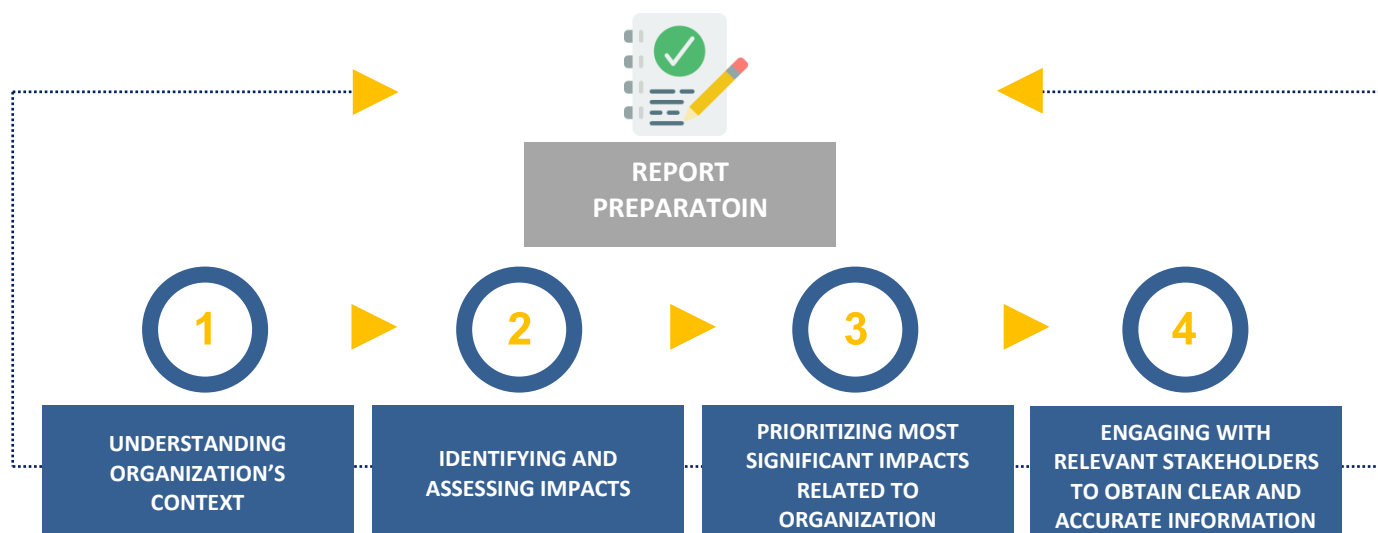 REPORT
PREPARATOIN
1
2
3
4
UNDERSTANDING
ORGANIZATION’S
CONTEXT
IDENTIFYING AND
ASSESSING IMPACTS
PRIORITIZING MOST
SIGNIFICANT IMPACTS
RELATED TO
ORGANIZATION
ENGAGING WITH
RELEVANT STAKEHOLDERS
TO OBTAIN CLEAR AND
ACCURATE INFORMATION